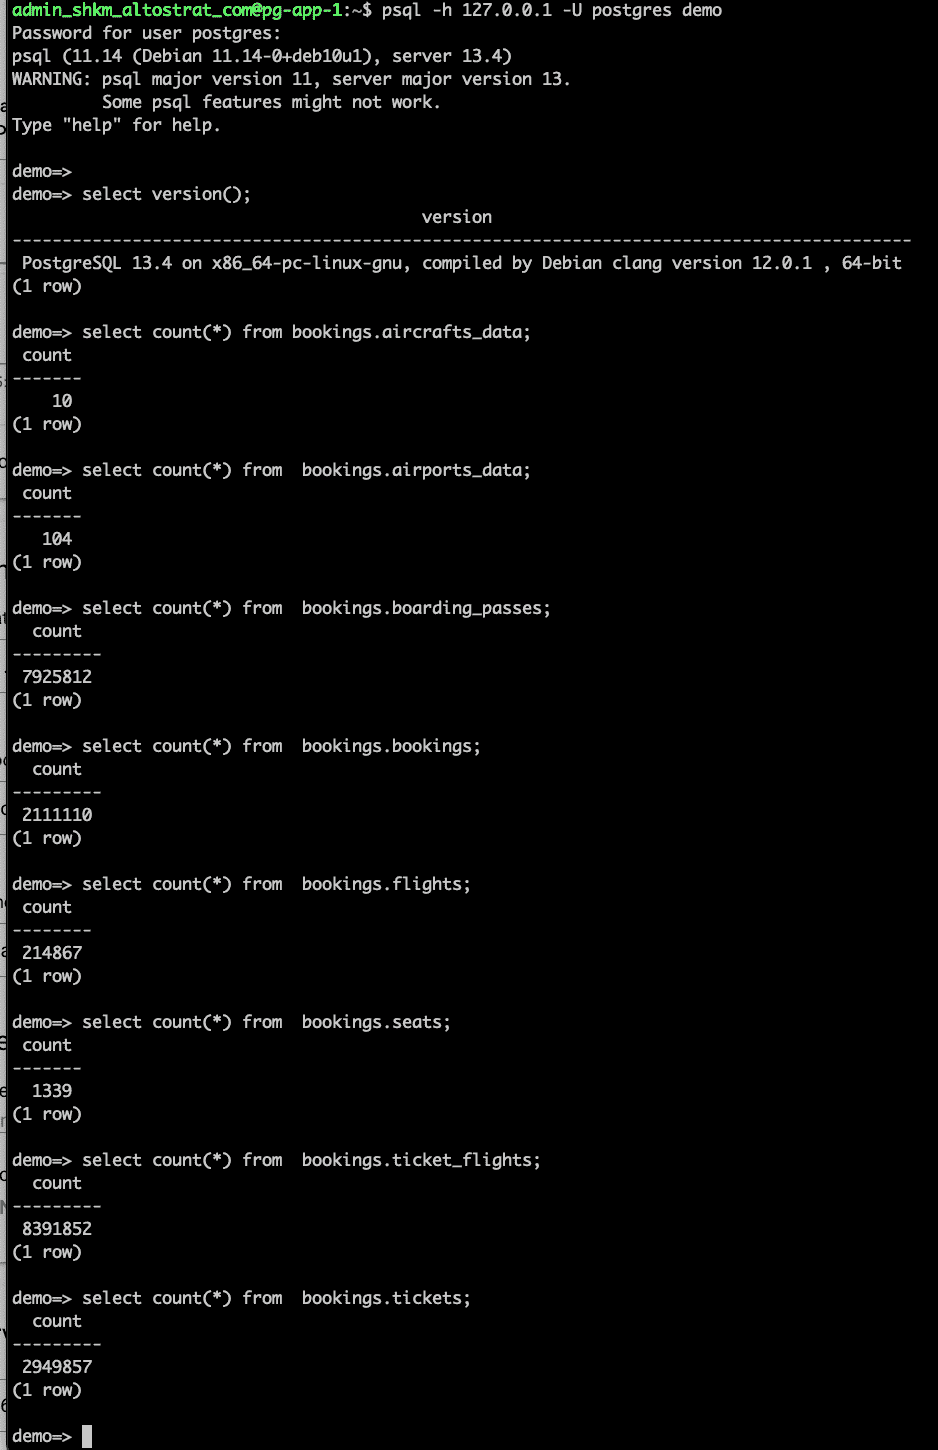 admin_shkm_altostrat_com@pg-app-1:~$ psql -h 127.0.0.1 -U postgres demo
Password for user postgres:
psql (11.14 (Debian 11.14-0+deb10u1), server 13.4)
WARNING: psql major version 11, server major version 13.
         Some psql features might not work.
Type "help" for help.

demo=>
demo=> select version();
                                         version
------------------------------------------------------------------------------------------
 PostgreSQL 13.4 on x86_64-pc-linux-gnu, compiled by Debian clang version 12.0.1 , 64-bit
(1 row)

demo=> select count(*) from bookings.aircrafts_data;
 count
-------
    10
(1 row)

demo=> select count(*) from  bookings.airports_data;
 count
-------
   104
(1 row)

demo=> select count(*) from  bookings.boarding_passes;
  count
---------
 7925812
(1 row)

demo=> select count(*) from  bookings.bookings;
  count
---------
 2111110
(1 row)

demo=> select count(*) from  bookings.flights;
 count
--------
 214867
(1 row)

demo=> select count(*) from  bookings.seats;
 count
-------
  1339
(1 row)

demo=> select count(*) from  bookings.ticket_flights;
  count
---------
 8391852
(1 row)

demo=> select count(*) from  bookings.tickets;
  count
---------
 2949857
(1 row)

demo=>